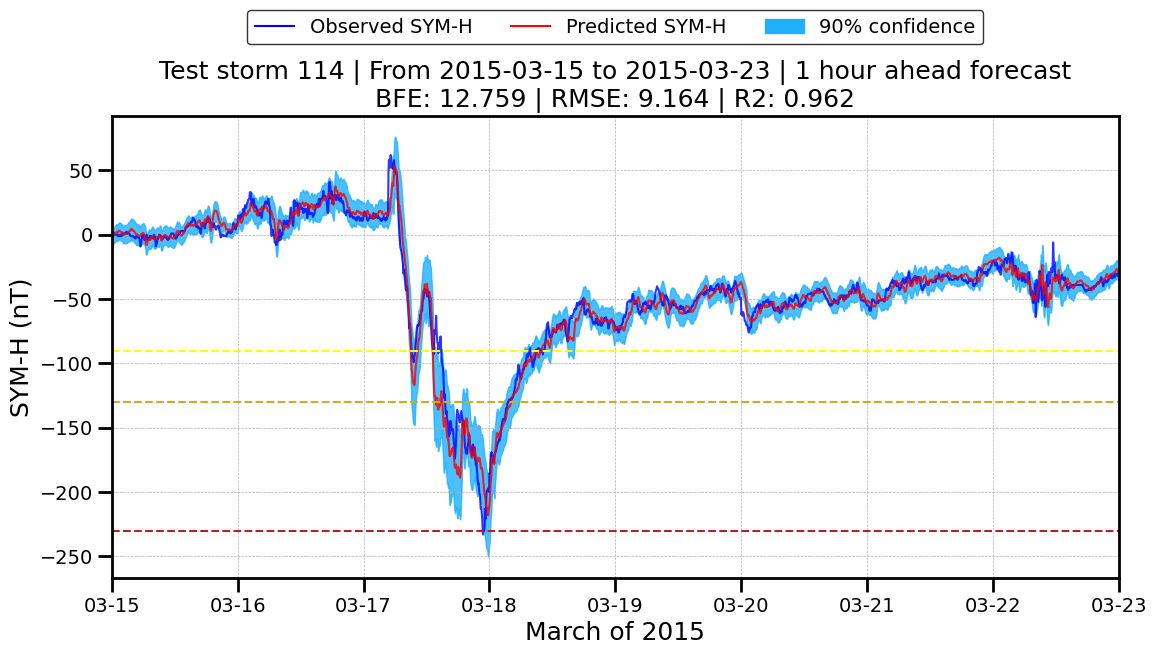 Observed SYM-H Predicted SYM-H 90% confidence
Test storm 114 | From 2015-03-15 to 2015-03-23 | 1 hour ahead forecast
BFE: 12.759 | RMSE: 9.164 | R2: 0.962
SYM-H (nT)
50
0
−50
−100
−150
−200
−250
03-15 03-16 03-17 03-18 03-19 03-20 03-21 03-22 03-23
March of 2015